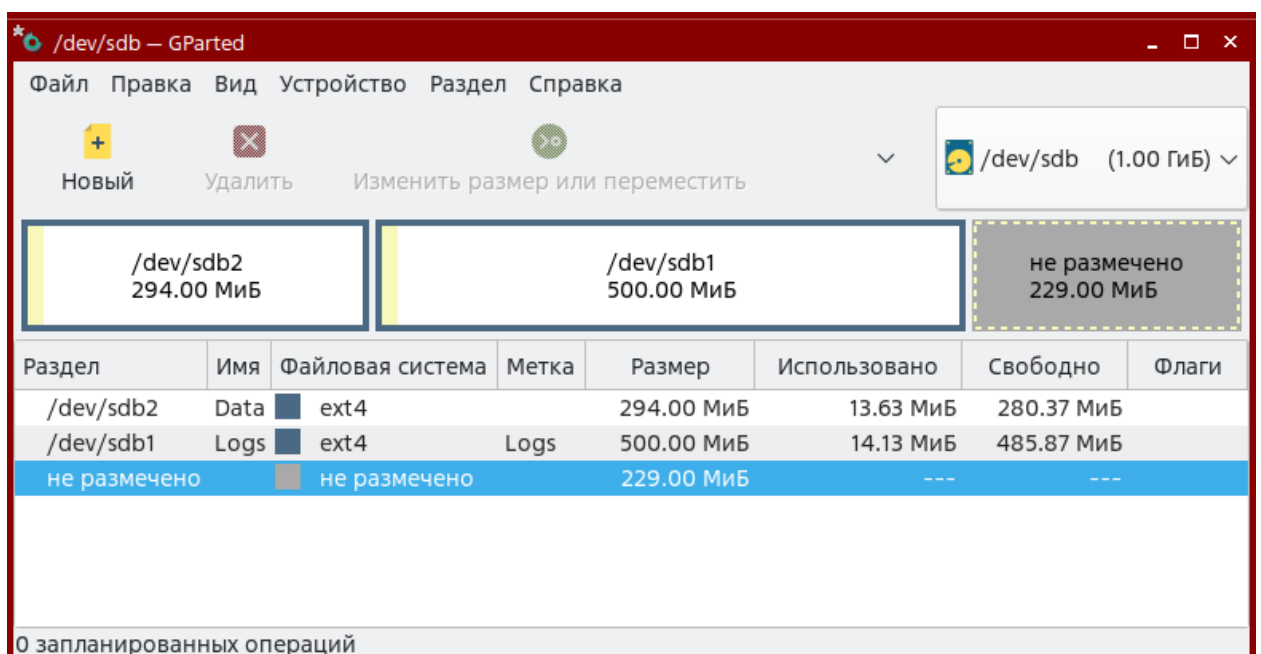 /dev/sdb — GParted
Файл Правка Вид Устройство Раздел Справка
Новый Удалить Изменить размер или переместить /dev/sdb (1.00 ГиБ)
/dev/sdb2
294.00 МиБ
/dev/sdb1
500.00 МиБ
не размечено
229.00 МиБ
Раздел Имя Файловая система Метка Размер Использовано Свободно Флаги
/dev/sdb2 Data ext4 294.00 МиБ 13.63 МиБ 280.37 МиБ
/dev/sdb1 Logs ext4 Logs 500.00 МиБ 14.13 МиБ 485.87 МиБ
не размечено не размечено 229.00 МиБ --- ---
0 запланированных операций